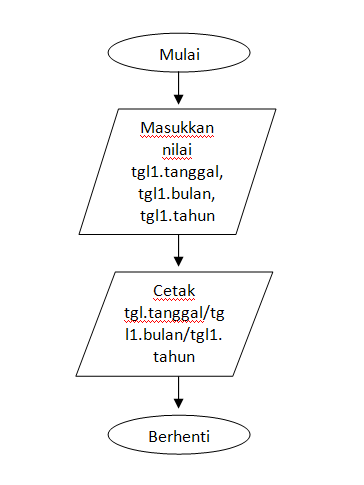 Mulai
Masukkan
nilai
tgl1.tanggal,
tgl1.bulan,
tgl1.tahun
Cetak
tgl.tanggal/tg
l1.bulan/tgl1.
tahun
Berhenti